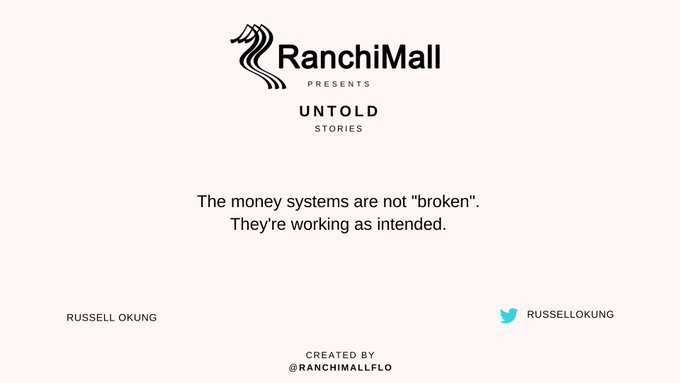 RanchiMall
PRESENTS
UNTOLD
STORIES
The money systems are not "broken".
They're working as intended.
RUSSELL OKUNG
RUSSELLOKUNG
CREATED BY
@RANCHIMALLFLO